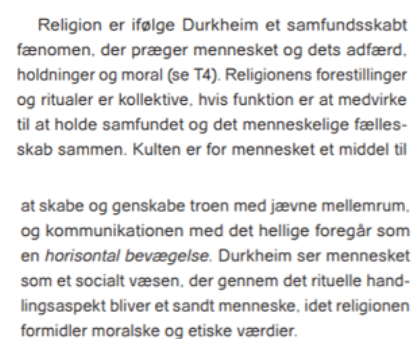 Religion er ifølge Durkheim et samfundsskabt
fænomen, der præger mennesket og dets adfærd,
holdninger og moral (se T4). Religionens forestillinger
og ritualer er kollektive, hvis funktion er at medvirke
til at holde samfundet og det menneskelige fælles-
skab sammen. Kulten er for mennesket et middel til
at skabe og genskabe troen med jævne mellemrum,
og kommunikationen med det hellige foregår som
en horisontal bevægelse. Durkheim ser mennesket
som et socialt væsen, der gennem det rituelle hand-
lingsaspekt bliver et sandt menneske, idet religionen
formidler moralske og etiske værdier.